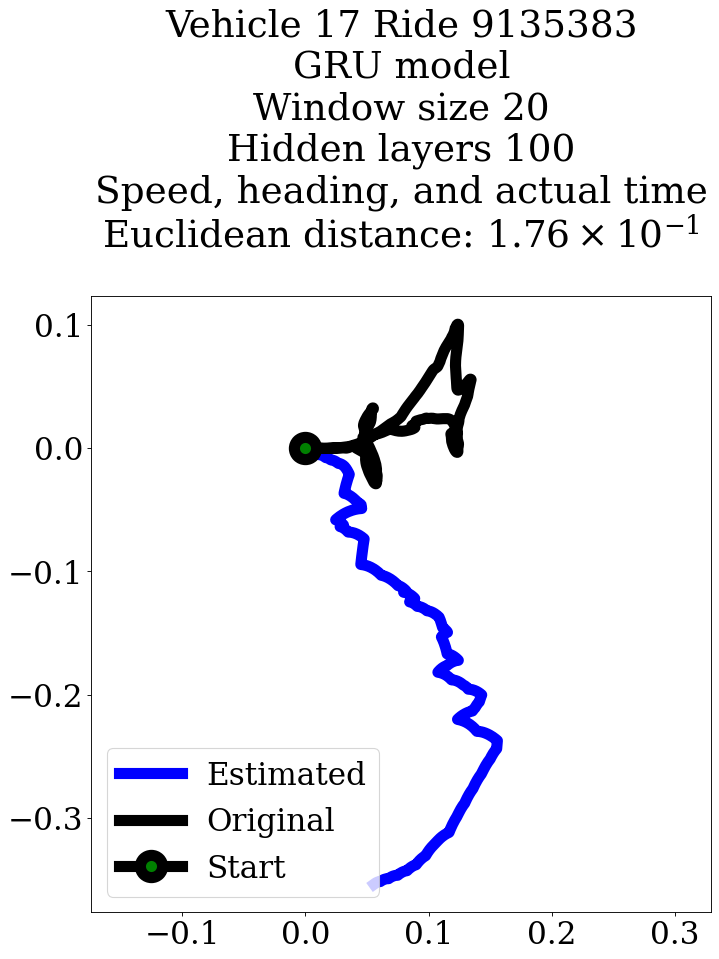 Vehicle 17 Ride 9135383
GRU model
Window size 20
Hidden layers 100
Speed, heading, and actual time
Euclidean distance: 1.76 × 10⁻¹
0.1
0.0
−0.1
−0.2
−0.3
Estimated
Original
Start
−0.1 0.0 0.1 0.2 0.3